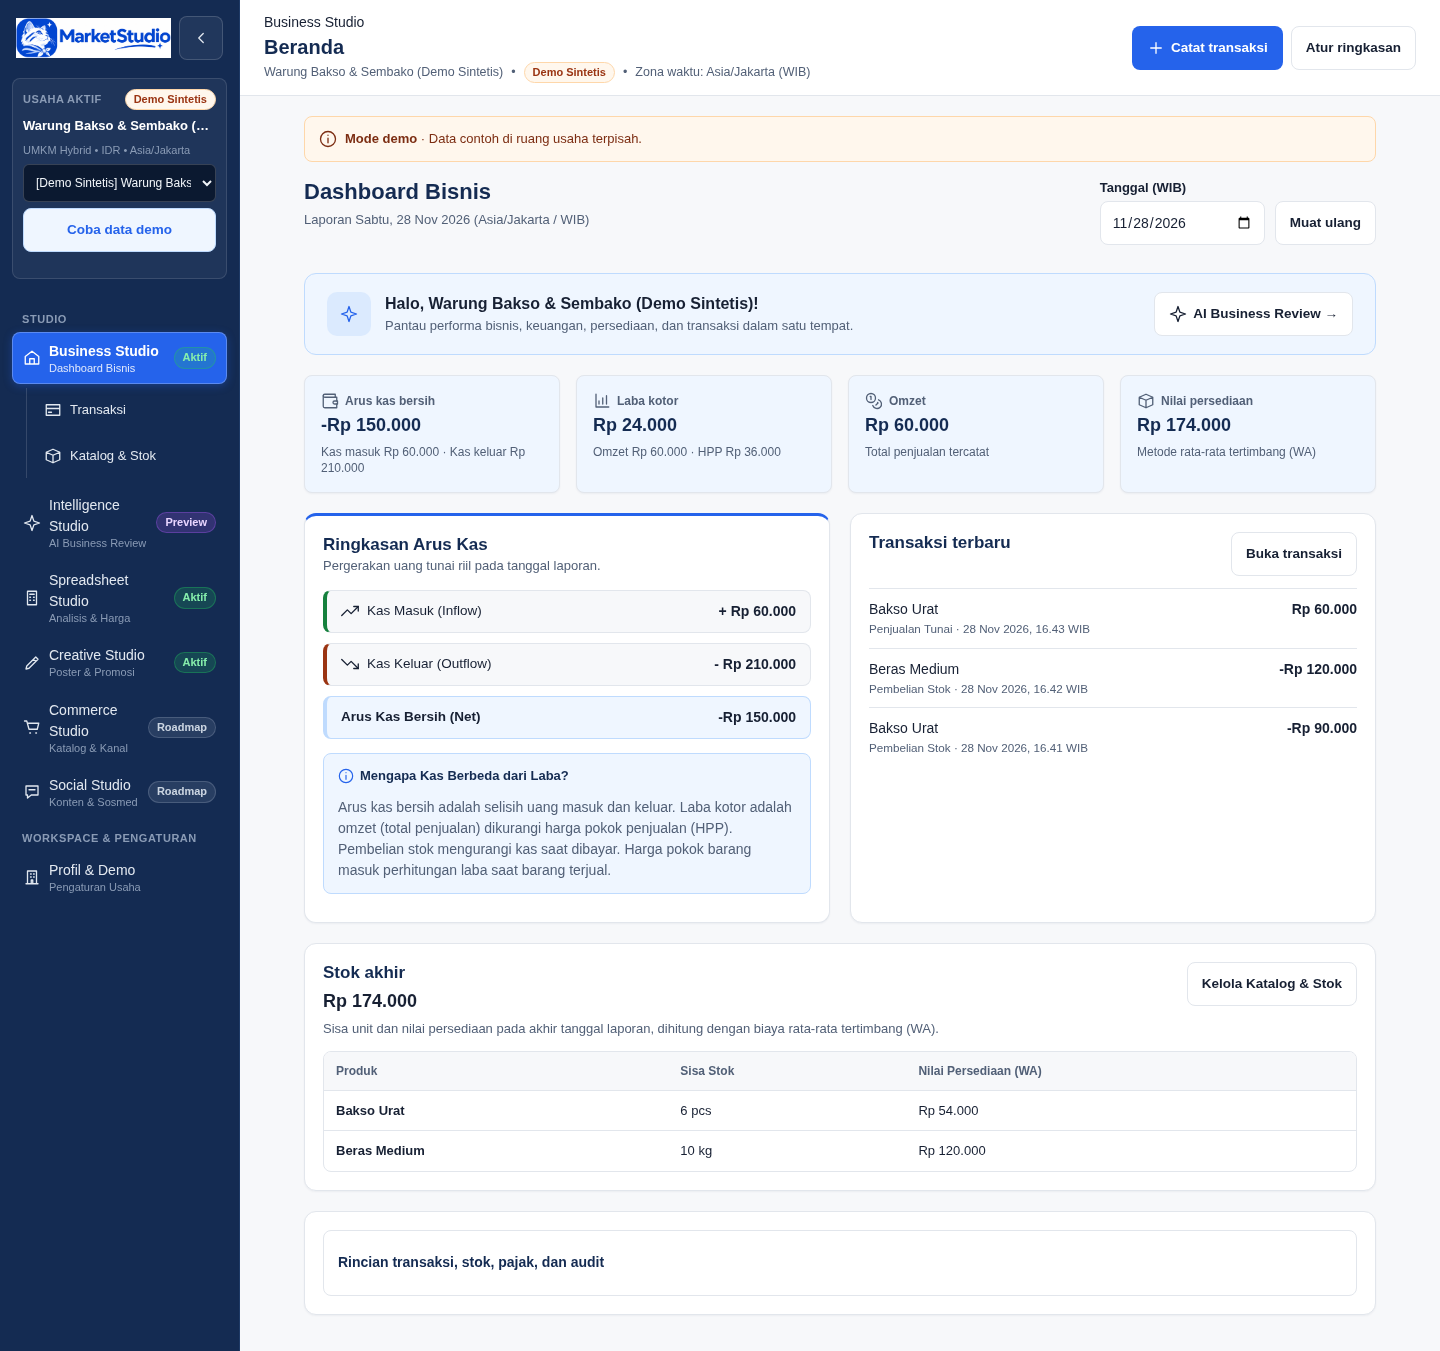 MarketStudio
USAHA AKTIF
Demo Sintetis
Warung Bakso & Sembako (...
UMKM Hybrid • IDR • Asia/Jakarta
[Demo Sintetis] Warung Baks
Coba data demo
STUDIO
Business Studio
Dashboard Bisnis
Aktif
Transaksi
Katalog & Stok
Intelligence
Studio
AI Business Review
Preview
Spreadsheet
Studio
Analisis & Harga
Aktif
Creative Studio
Poster & Promosi
Aktif
Commerce
Studio
Katalog & Kanal
Roadmap
Social Studio
Konten & Sosmed
Roadmap
WORKSPACE & PENGATURAN
Profil & Demo
Pengaturan Usaha
Business Studio
Beranda
Warung Bakso & Sembako (Demo Sintetis) • Demo Sintetis • Zona waktu: Asia/Jakarta (WIB)
Catat transaksi
Atur ringkasan
Mode demo · Data contoh di ruang usaha terpisah.
Dashboard Bisnis
Laporan Sabtu, 28 Nov 2026 (Asia/Jakarta / WIB)
Tanggal (WIB)
11/28/2026
Muat ulang
Halo, Warung Bakso & Sembako (Demo Sintetis)!
Pantau performa bisnis, keuangan, persediaan, dan transaksi dalam satu tempat.
AI Business Review →
Arus kas bersih
-Rp 150.000
Kas masuk Rp 60.000 · Kas keluar Rp
210.000
Laba kotor
Rp 24.000
Omzet Rp 60.000 · HPP Rp 36.000
Omzet
Rp 60.000
Total penjualan tercatat
Nilai persediaan
Rp 174.000
Metode rata-rata tertimbang (WA)
Ringkasan Arus Kas
Pergerakan uang tunai riil pada tanggal laporan.
Kas Masuk (Inflow) + Rp 60.000
Kas Keluar (Outflow) - Rp 210.000
Arus Kas Bersih (Net) -Rp 150.000
Mengapa Kas Berbeda dari Laba?
Arus kas bersih adalah selisih uang masuk dan keluar. Laba kotor adalah
omzet (total penjualan) dikurangi harga pokok penjualan (HPP).
Pembelian stok mengurangi kas saat dibayar. Harga pokok barang
masuk perhitungan laba saat barang terjual.
Transaksi terbaru
Buka transaksi
Bakso Urat Rp 60.000
Penjualan Tunai · 28 Nov 2026, 16.43 WIB
Beras Medium -Rp 120.000
Pembelian Stok · 28 Nov 2026, 16.42 WIB
Bakso Urat -Rp 90.000
Pembelian Stok · 28 Nov 2026, 16.41 WIB
Stok akhir
Rp 174.000
Sisa unit dan nilai persediaan pada akhir tanggal laporan, dihitung dengan biaya rata-rata tertimbang (WA).
Kelola Katalog & Stok
Produk Sisa Stok Nilai Persediaan (WA)
Bakso Urat 6 pcs Rp 54.000
Beras Medium 10 kg Rp 120.000
Rincian transaksi, stok, pajak, dan audit